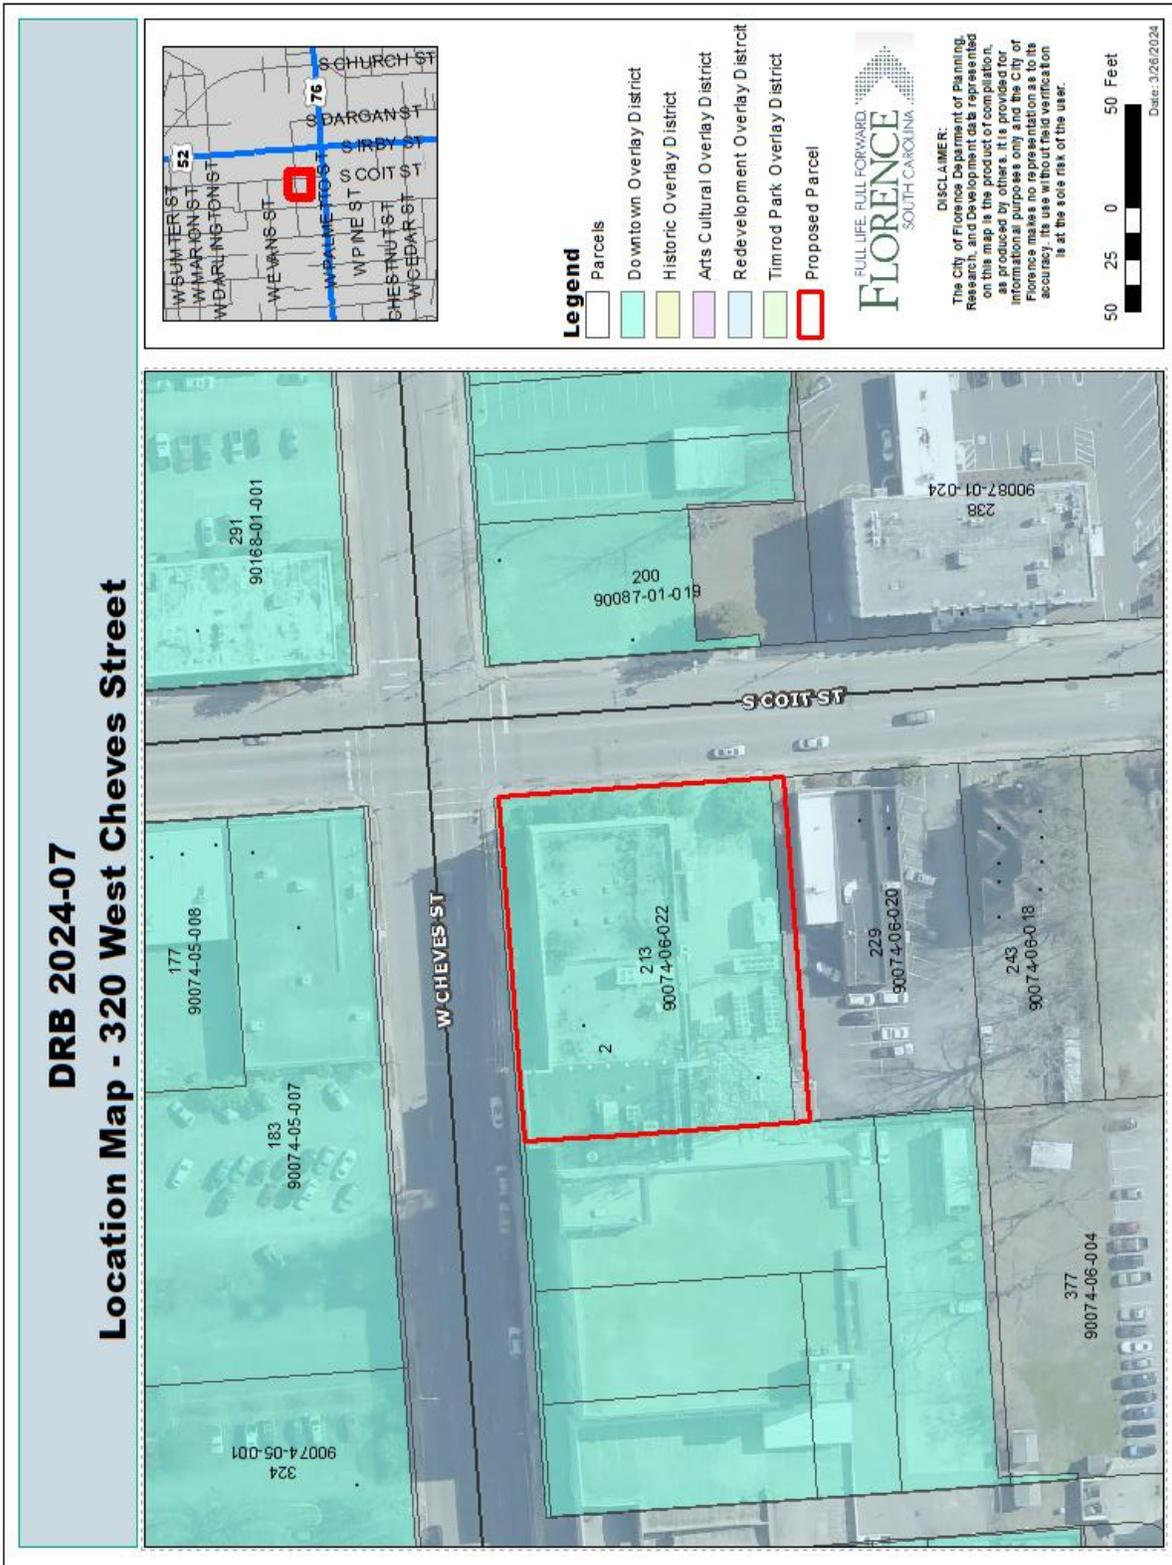 DRB 2024-07
Location Map - 320 West Cheves Street
177
90074-05-008
183
90074-05-007
324
90074-05-001
291
90168-01-001
W CHEVES ST
S COIT ST
200
90087-01-019
238
90087-01-024
213
90074-06-022
2
229
90074-06-020
243
90074-06-018
377
90074-06-004
52
76
S CHURCH ST
S DARGAN ST
S IRBY ST
S COIT ST
W SUMTER ST
W MARION ST
W DARLINGTON ST
W EVANS ST
W PALMETTO ST
W PINE ST
CHESTNUT ST
W CEDAR ST
Legend
Parcels
Downtown Overlay District
Historic Overlay District
Arts Cultural Overlay District
Redevelopment Overlay Distrcit
Timrod Park Overlay District
Proposed Parcel
FULL LIFE. FULL FORWARD.
FLORENCE
SOUTH CAROLINA
DISCLAIMER:
The City of Florence Deparment of Planning,
Research, and Development data represented
on this map is the product of compilation,
as produced by others. It is provided for
informational purposes only and the City of
Florence makes no representation as to its
accuracy. Its use without field verification
is at the sole risk of the user.
50 25 0 50 Feet
Date: 3/26/2024